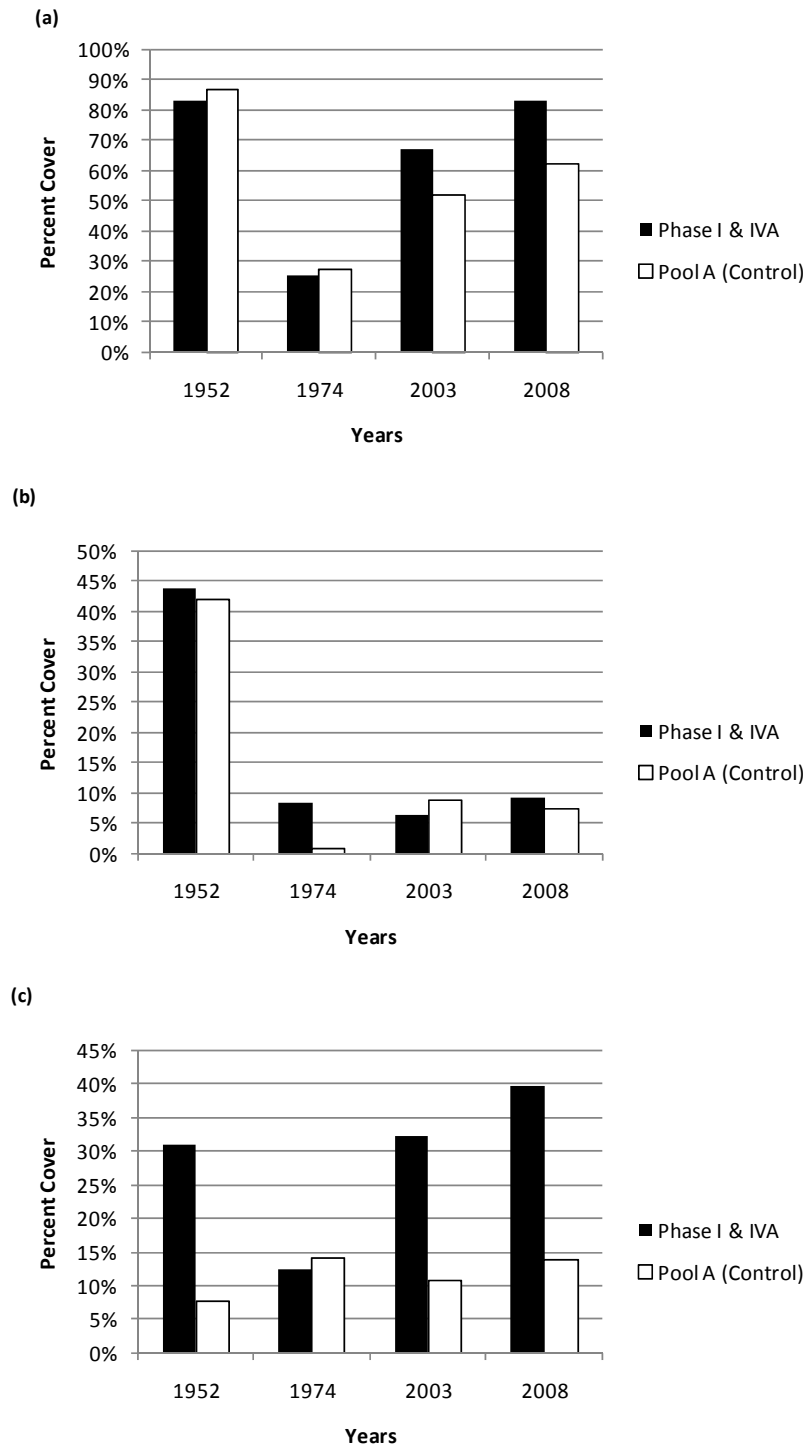 (a)
100%
90%
80%
70%
60%
50%
40%
30%
20%
10%
0%
Percent Cover
1952 1974 2003 2008
Years
Phase I & IVA
Pool A (Control)
(b)
50%
45%
40%
35%
30%
25%
20%
15%
10%
5%
0%
Percent Cover
1952 1974 2003 2008
Years
Phase I & IVA
Pool A (Control)
(c)
45%
40%
35%
30%
25%
20%
15%
10%
5%
0%
Percent Cover
1952 1974 2003 2008
Years
Phase I & IVA
Pool A (Control)